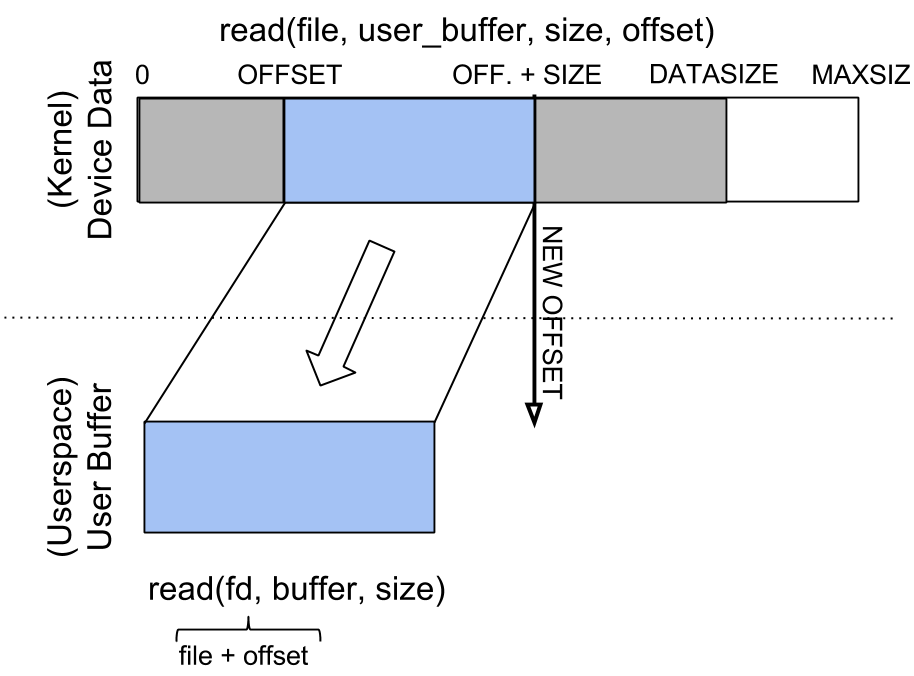 read(file, user_buffer, size, offset)
0 OFFSET OFF. + SIZE DATASIZE MAXSIZ
(Kernel)
Device Data
NEW OFFSET
(Userspace)
User Buffer
read(fd, buffer, size)
file + offset